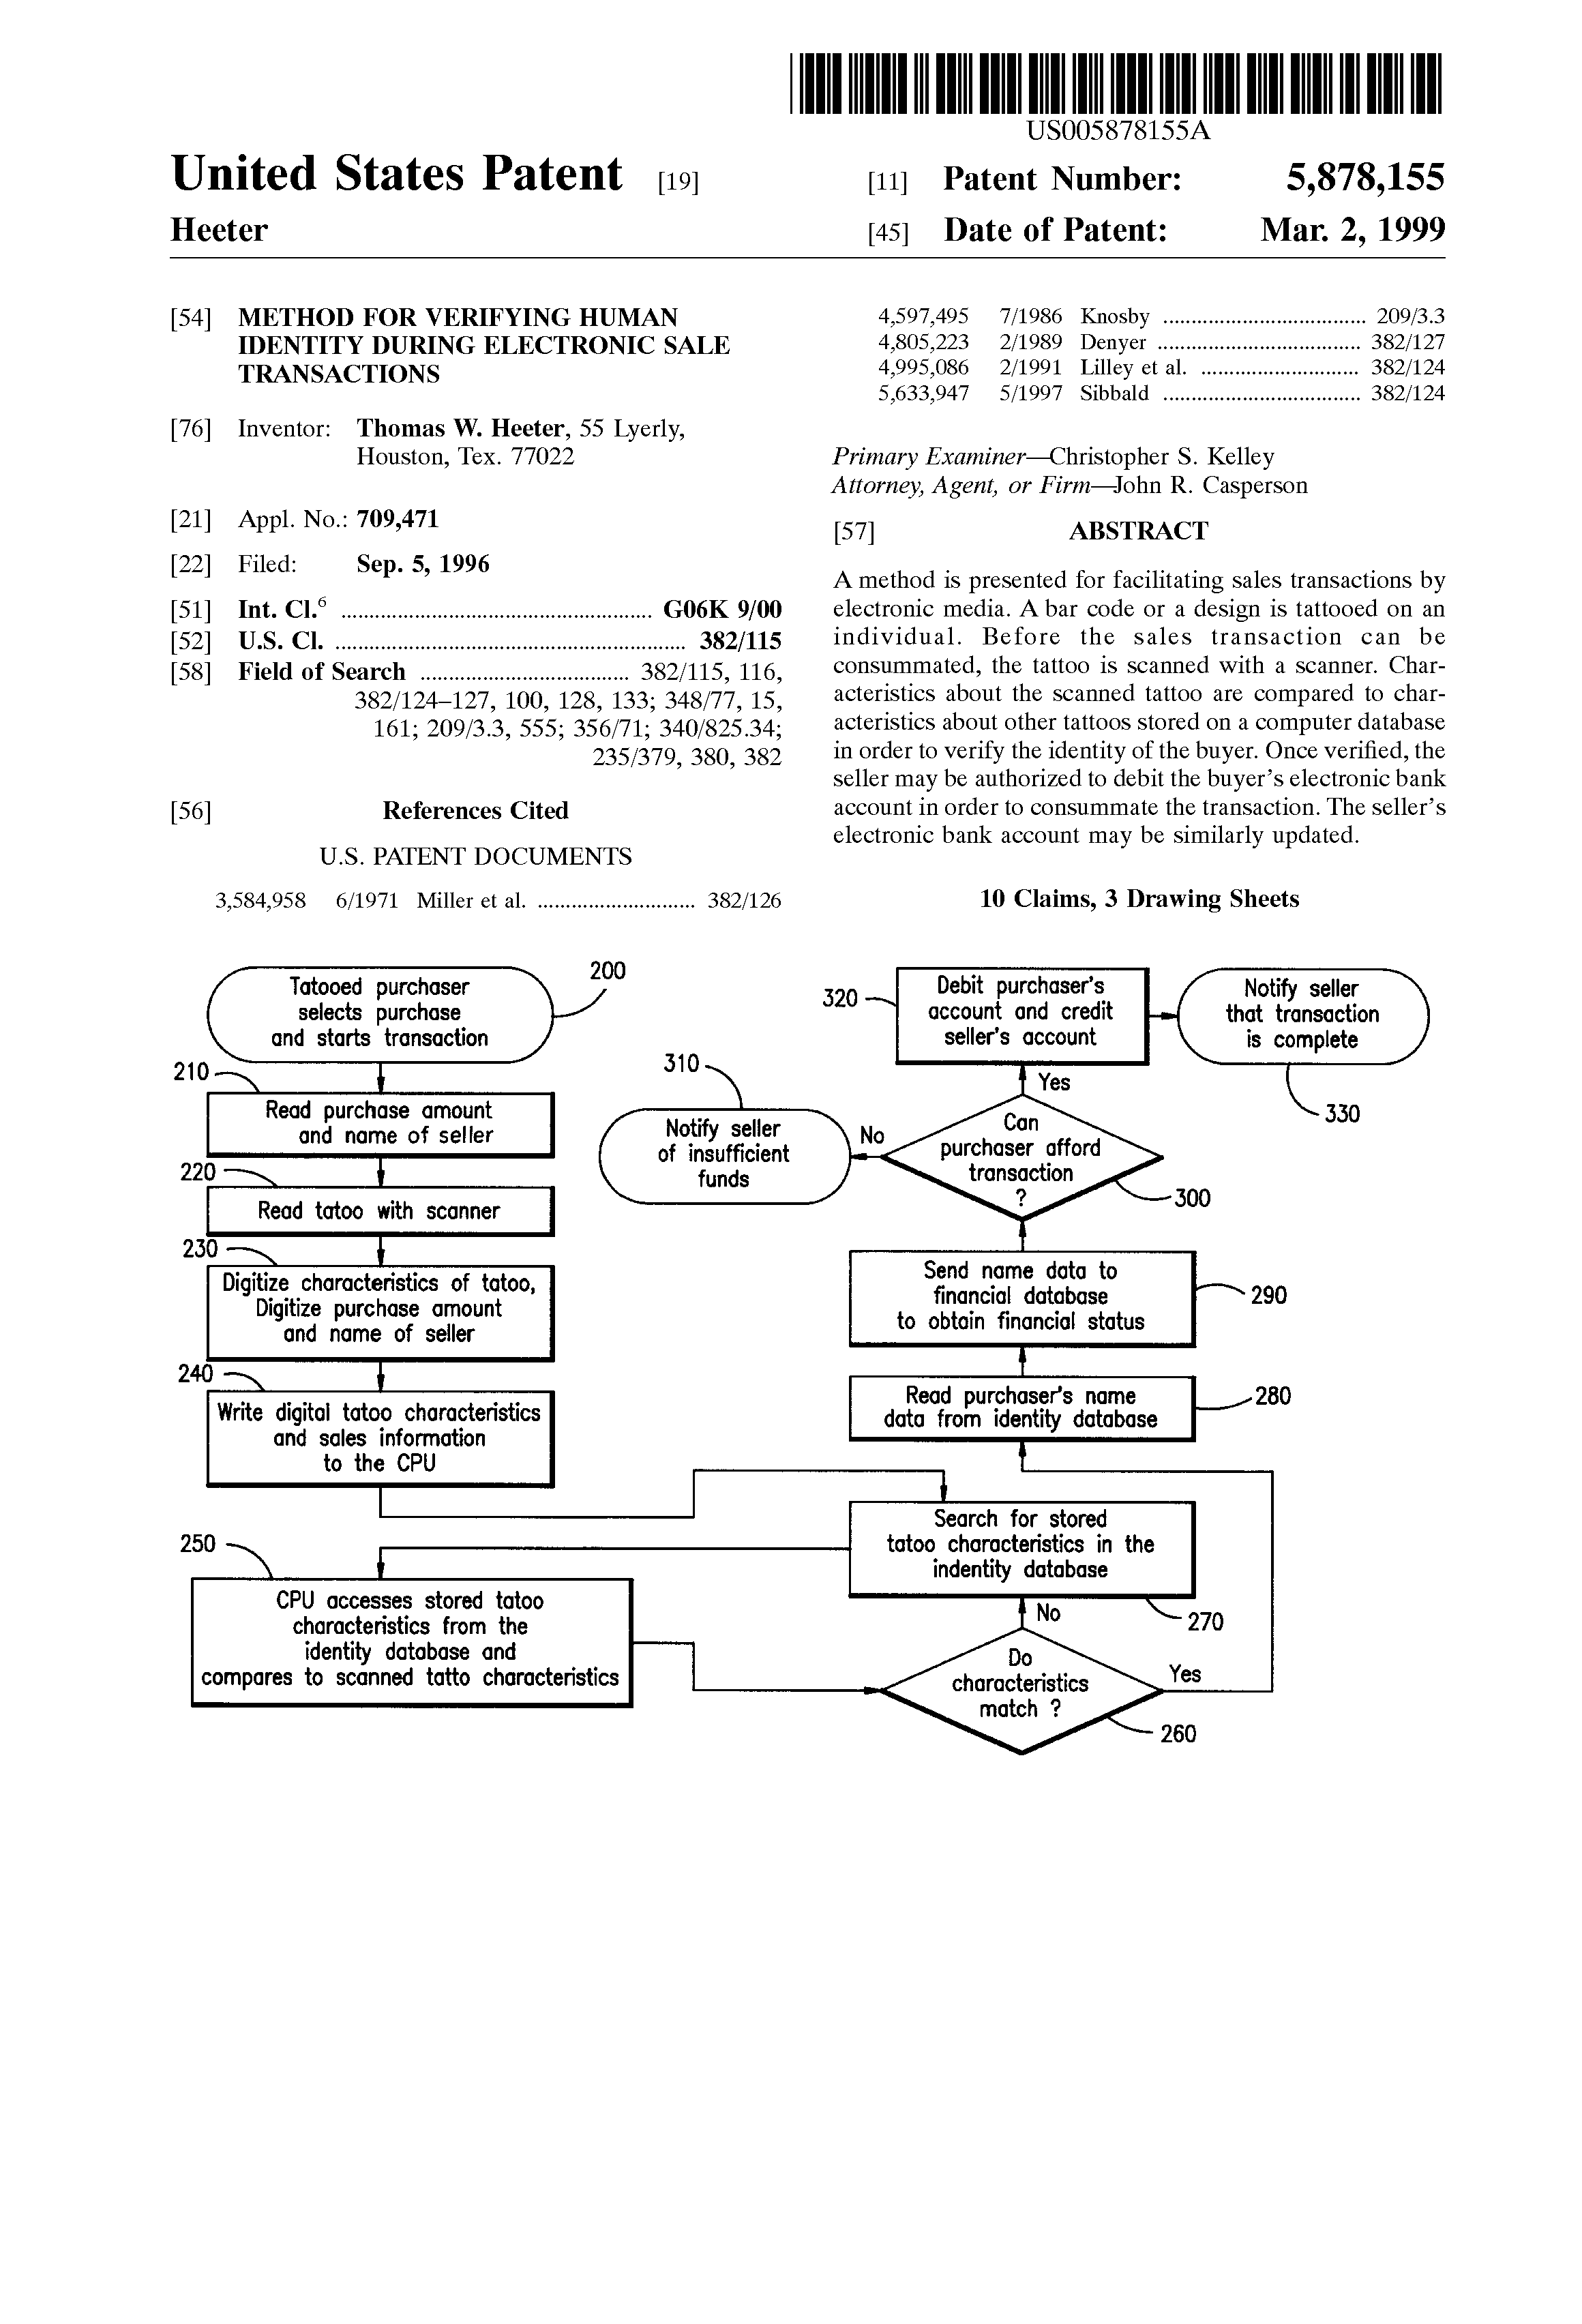 US005878155A
United States Patent [19]
Heeter
[11] Patent Number: 5,878,155
[45] Date of Patent: Mar. 2, 1999
[54] METHOD FOR VERIFYING HUMAN
IDENTITY DURING ELECTRONIC SALE
TRANSACTIONS
[76] Inventor: Thomas W. Heeter, 55 Lyerly,
Houston, Tex. 77022
[21] Appl. No.: 709,471
[22] Filed: Sep. 5, 1996
[51] Int. Cl.6 .................................................... G06K 9/00
[52] U.S. Cl. .......................................................... 382/115
[58] Field of Search ................................... 382/115, 116,
382/124–127, 100, 128, 133; 348/77, 15,
161; 209/3.3, 555; 356/71; 340/825.34;
235/379, 380, 382
[56] References Cited
U.S. PATENT DOCUMENTS
3,584,958 6/1971 Miller et al. ............................ 382/126
4,597,495 7/1986 Knosby .................................... 209/3.3
4,805,223 2/1989 Denyer .................................... 382/127
4,995,086 2/1991 Lilley et al. ............................ 382/124
5,633,947 5/1997 Sibbald ................................... 382/124
Primary Examiner—Christopher S. Kelley
Attorney, Agent, or Firm—John R. Casperson
[57] ABSTRACT
A method is presented for facilitating sales transactions by
electronic media. A bar code or a design is tattooed on an
individual. Before the sales transaction can be
consummated, the tattoo is scanned with a scanner. Char-
acteristics about the scanned tattoo are compared to char-
acteristics about other tattoos stored on a computer database
in order to verify the identity of the buyer. Once verified, the
seller may be authorized to debit the buyer's electronic bank
account in order to consummate the transaction. The seller's
electronic bank account may be similarly updated.
10 Claims, 3 Drawing Sheets
200
Tatooed purchaser
selects purchase
and starts transaction
210
Read purchase amount
and name of seller
220
Read tatoo with scanner
230
Digitize characteristics of tatoo,
Digitize purchase amount
and name of seller
240
Write digital tatoo characteristics
and sales information
to the CPU
250
CPU accesses stored tatoo
characteristics from the
identity database and
compares to scanned tatto characteristics
320
Debit purchaser's
account and credit
seller's account
Notify seller
that transaction
is complete
330
Yes
310
Notify seller
of insufficient
funds
No
Can
purchaser afford
transaction
?
300
Send name data to
financial database
to obtain financial status
290
Read purchaser's name
data from identity database
280
Search for stored
tatoo characteristics in the
indentity database
270
No
Do
characteristics
match ?
Yes
260